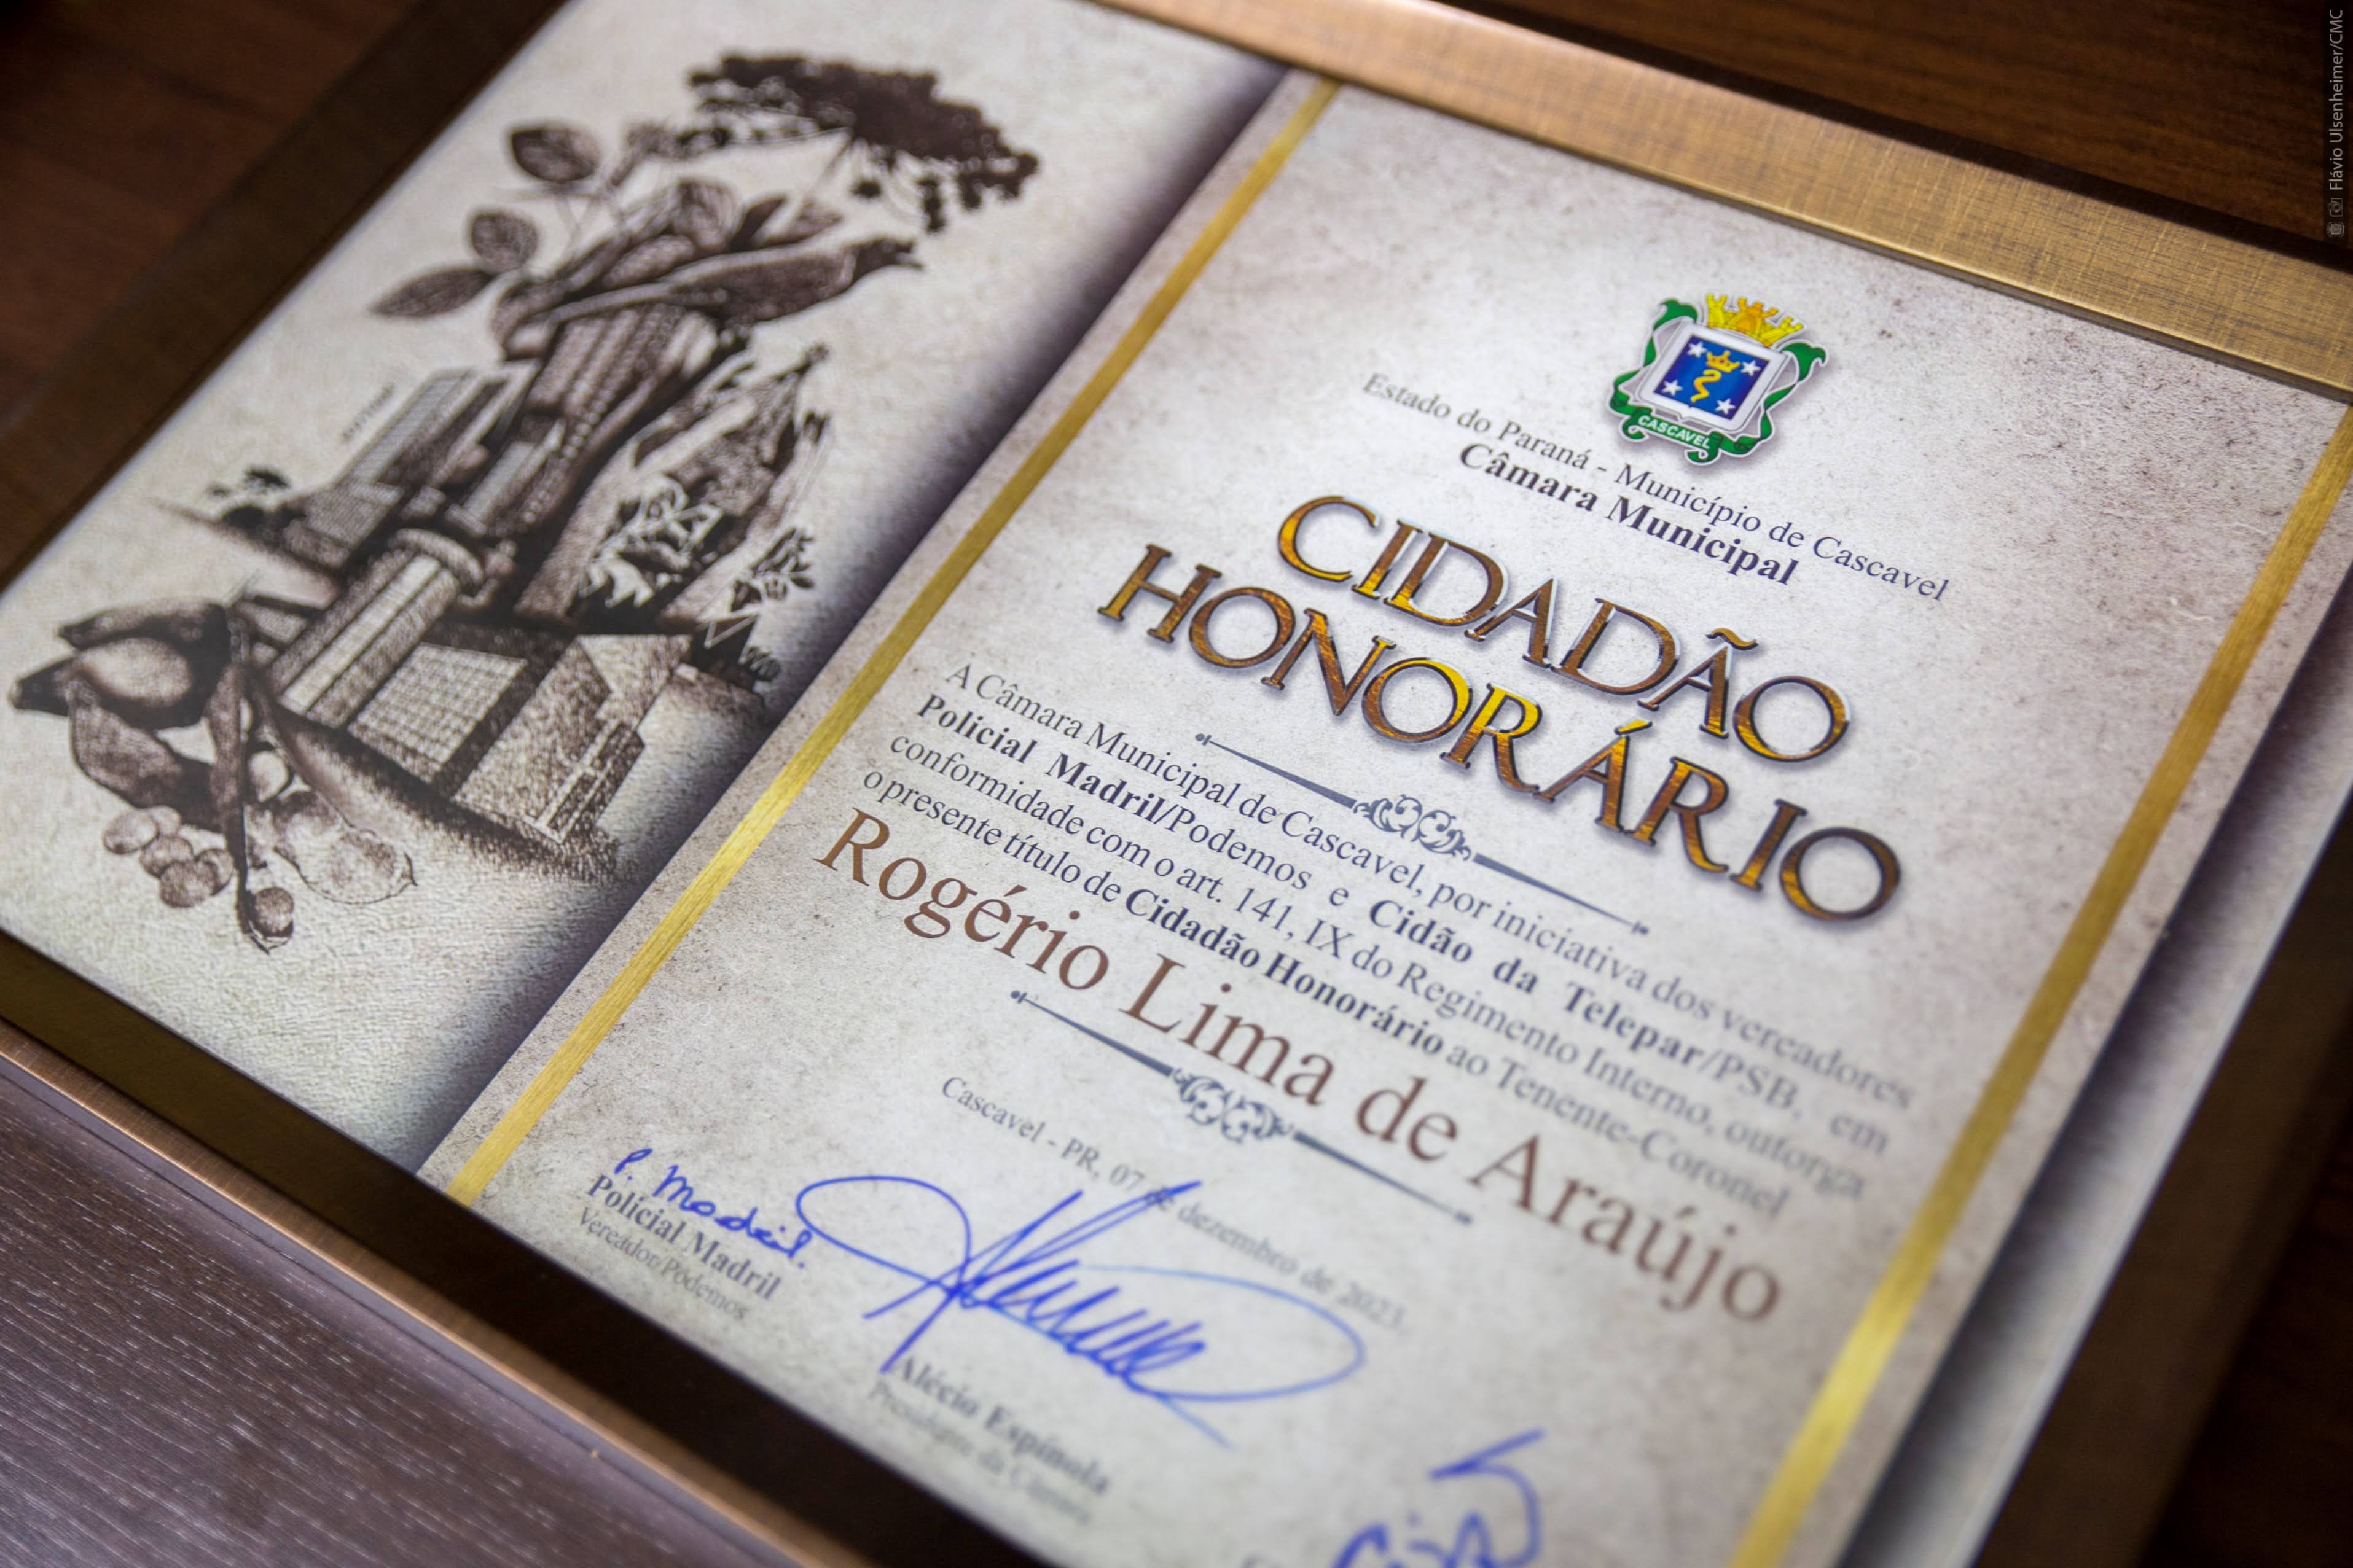 Flávio Ulsenheimer/CMC
CASCAVEL
Estado do Paraná - Município de Cascavel
Câmara Municipal
CIDADÃO
HONORÁRIO
A Câmara Municipal de Cascavel, por iniciativa dos vereadores
Policial Madril/Podemos e Cidão da Telepar/PSB, em
conformidade com o art. 141, IX do Regimento Interno, outorga
o presente título de Cidadão Honorário ao Tenente-Coronel
Rogério Lima de Araújo
Cascavel - PR, 07 de dezembro de 2023.
P. Madril.
Policial Madril
Vereador/Podemos
Alécio Espínola
Presidente da Câmara